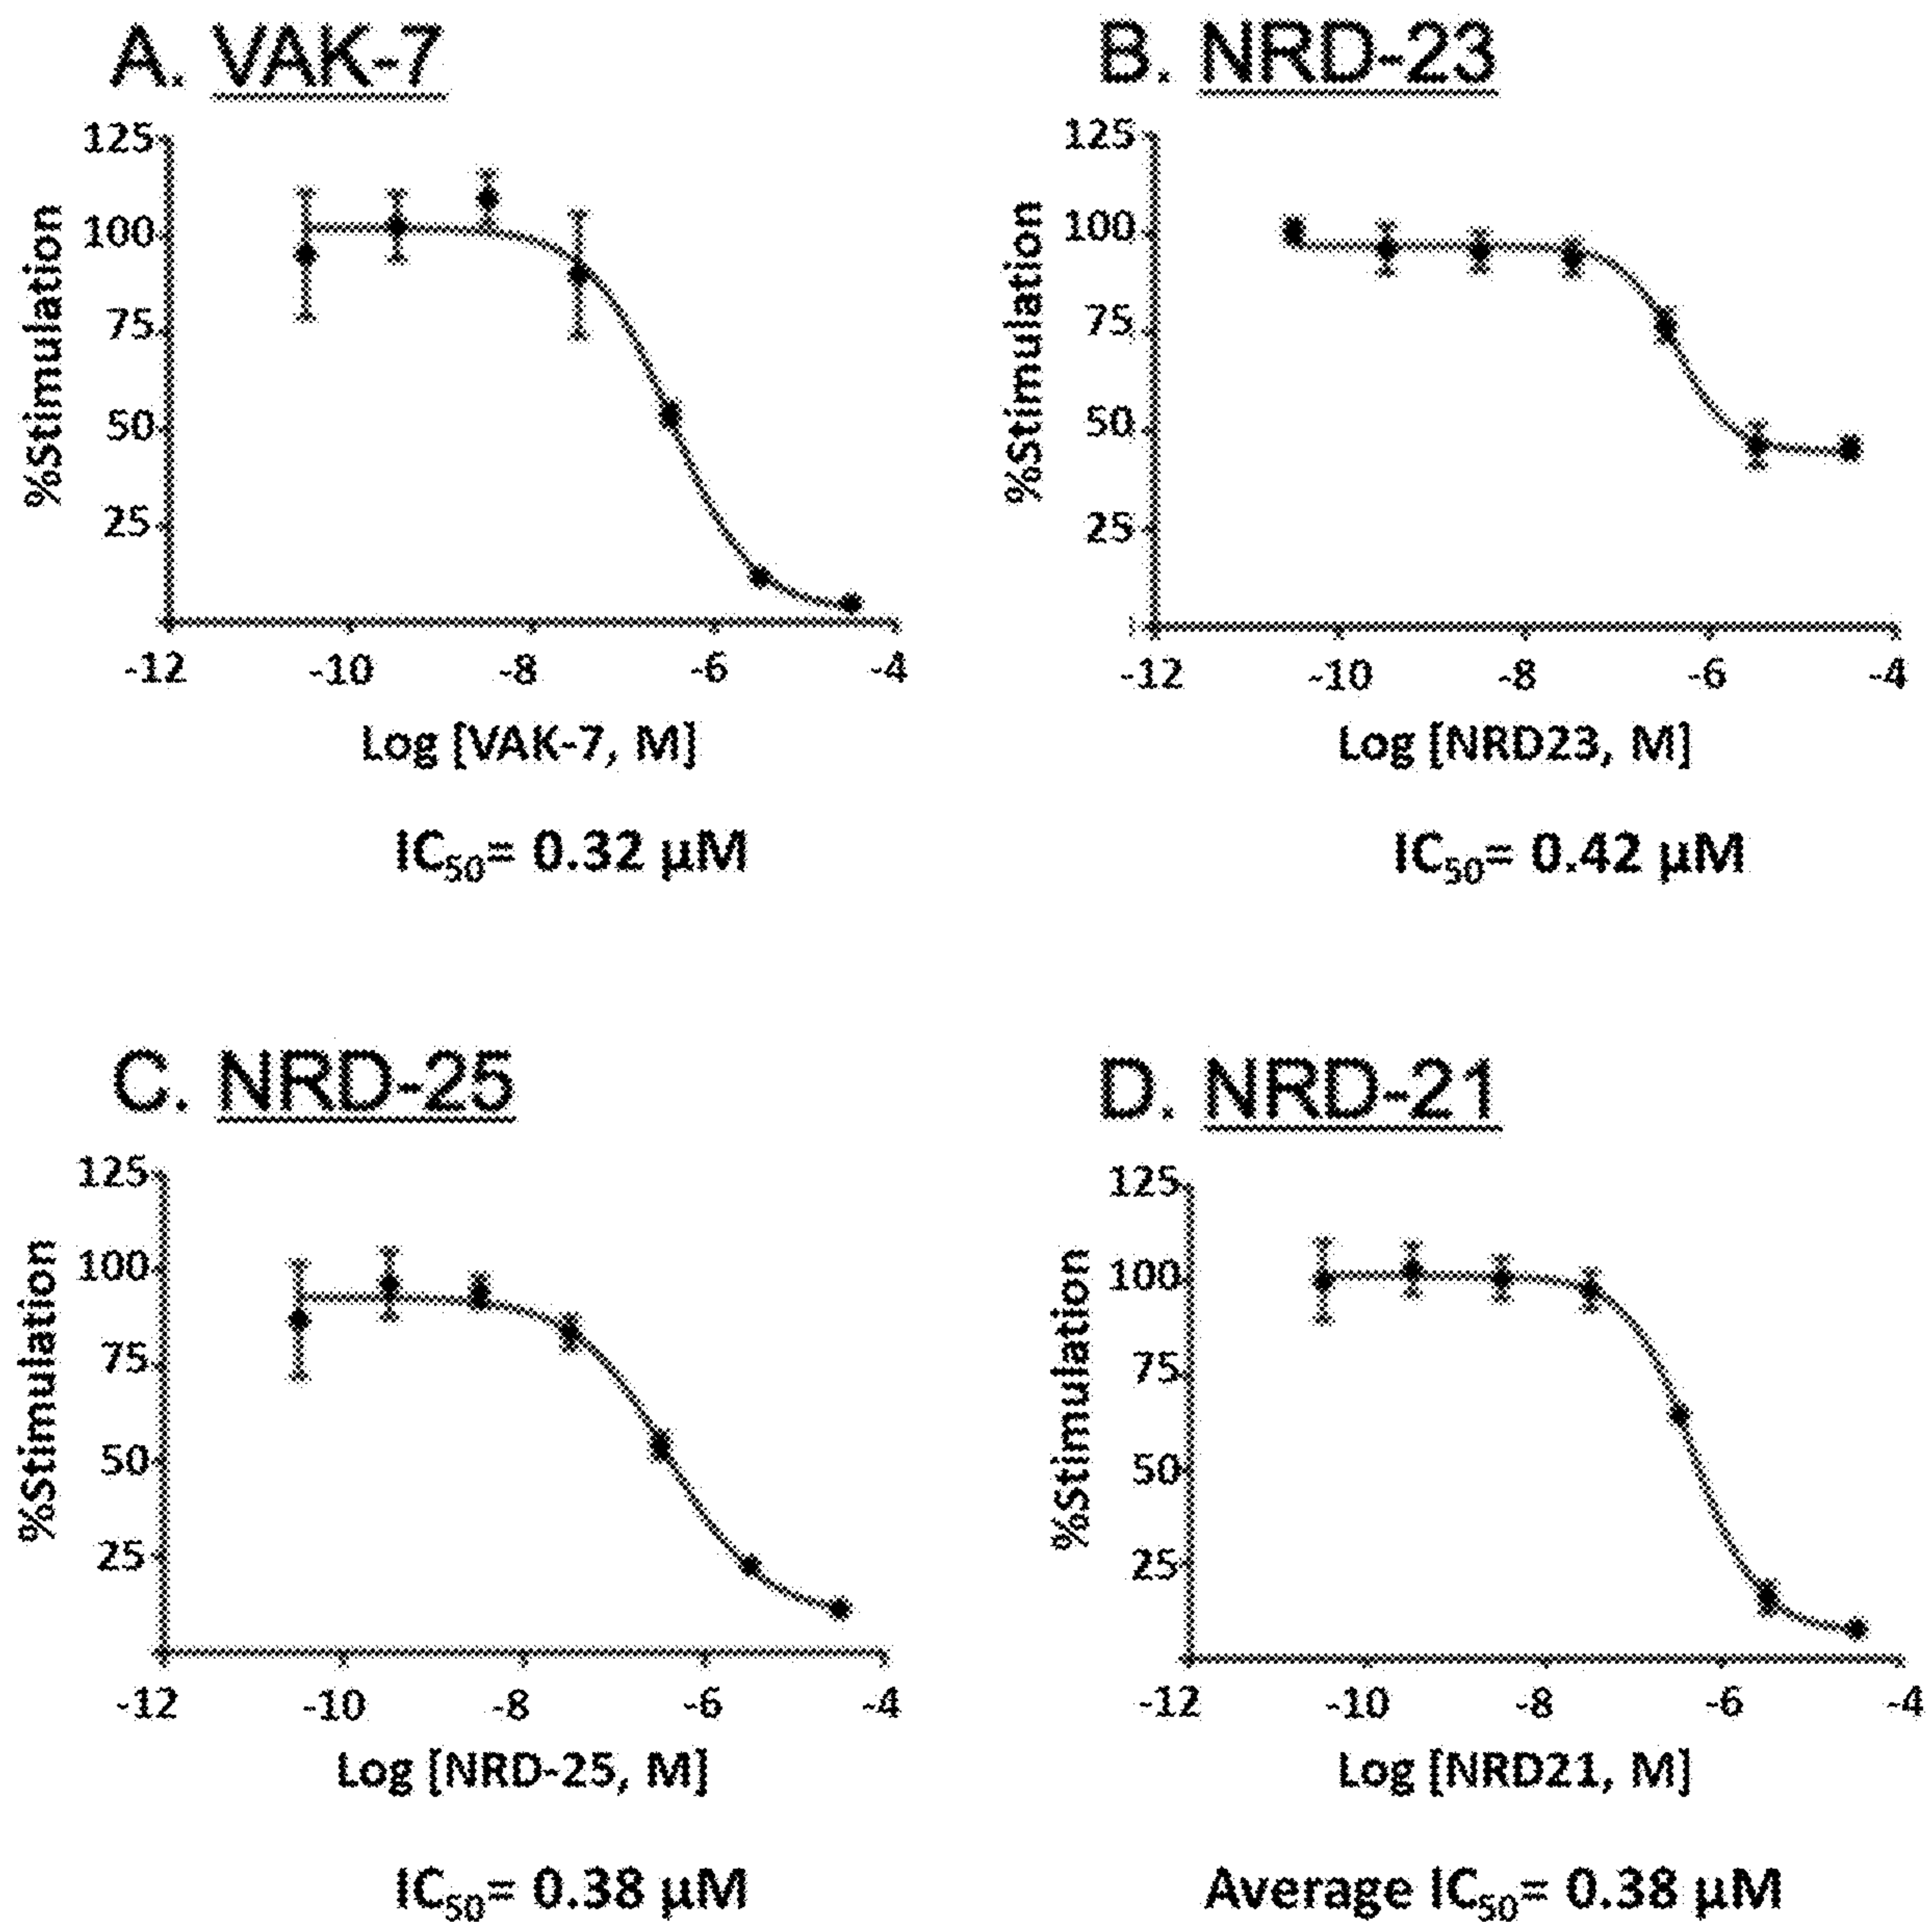 A. VAK-7
125
100
75
50
25
%Stimulation
-12 -10 -8 -6 -4
Log [VAK-7, M]
IC50= 0.32 µM
B. NRD-23
125
100
75
50
25
%Stimulation
-12 -10 -8 -6 -4
Log [NRD23, M]
IC50= 0.42 µM
C. NRD-25
125
100
75
50
25
%Stimulation
-12 -10 -8 -6 -4
Log [NRD-25, M]
IC50= 0.38 µM
D. NRD-21
125
100
75
50
25
%Stimulation
-12 -10 -8 -6 -4
Log [NRD21, M]
Average IC50= 0.38 µM